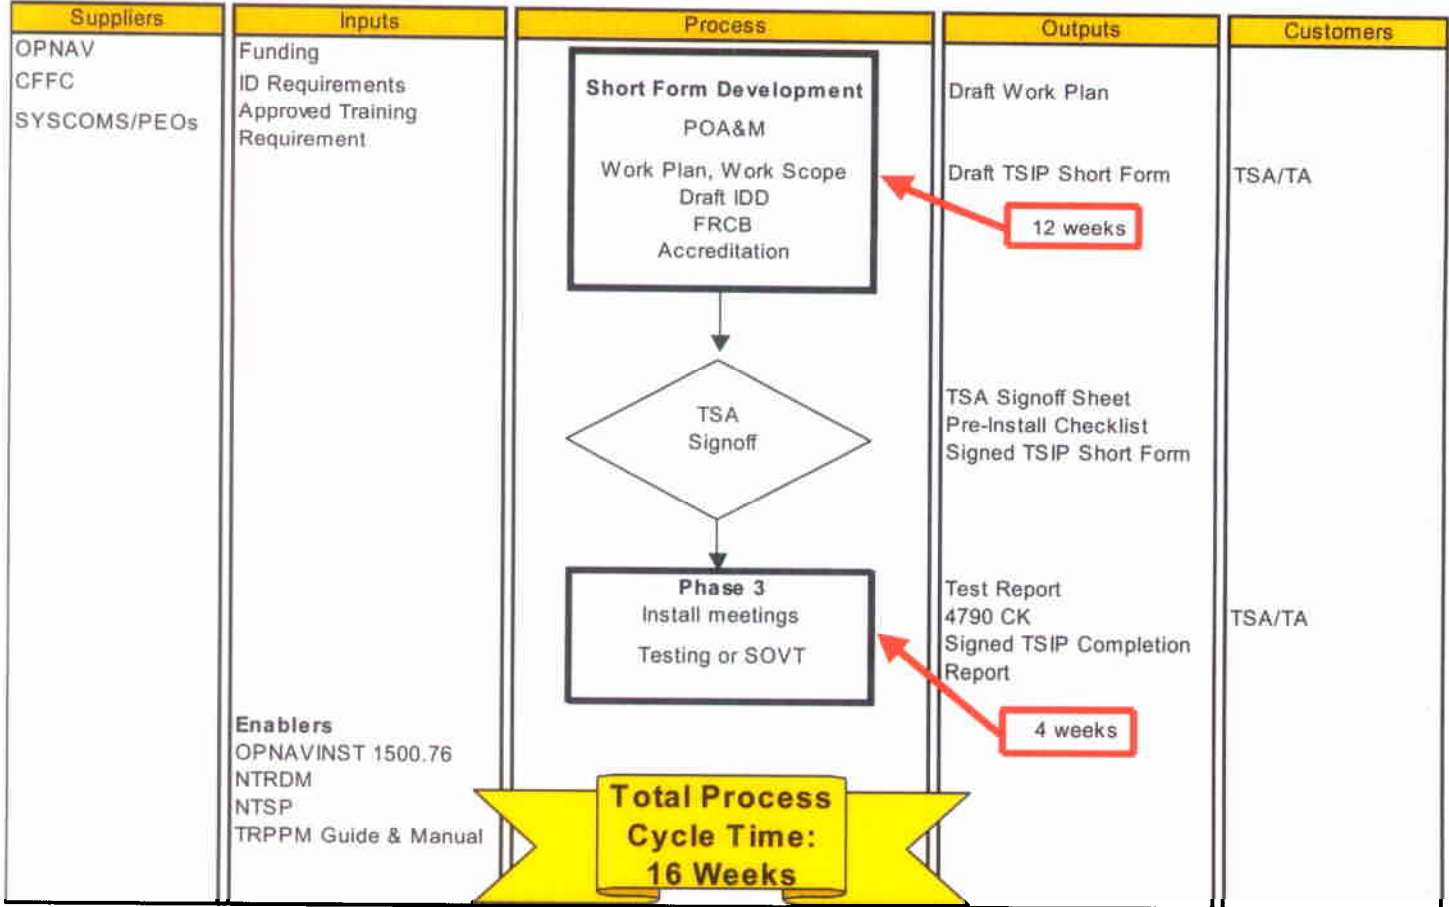 Suppliers
Inputs
Process
Outputs
Customers
OPNAV
CFFC
SYSCOMS/PEOs
Funding
ID Requirements
Approved Training
Requirement
Short Form Development
POA&M
Work Plan, Work Scope
Draft IDD
FRCB
Accreditation
Draft Work Plan
Draft TSIP Short Form
TSA/TA
12 weeks
TSA
Signoff
TSA Signoff Sheet
Pre-Install Checklist
Signed TSIP Short Form
Phase 3
Install meetings
Testing or SOVT
Test Report
4790 CK
Signed TSIP Completion
Report
TSA/TA
4 weeks
Enablers
OPNAVINST 1500.76
NTRDM
NTSP
TRPPM Guide & Manual
Total Process
Cycle Time:
16 Weeks